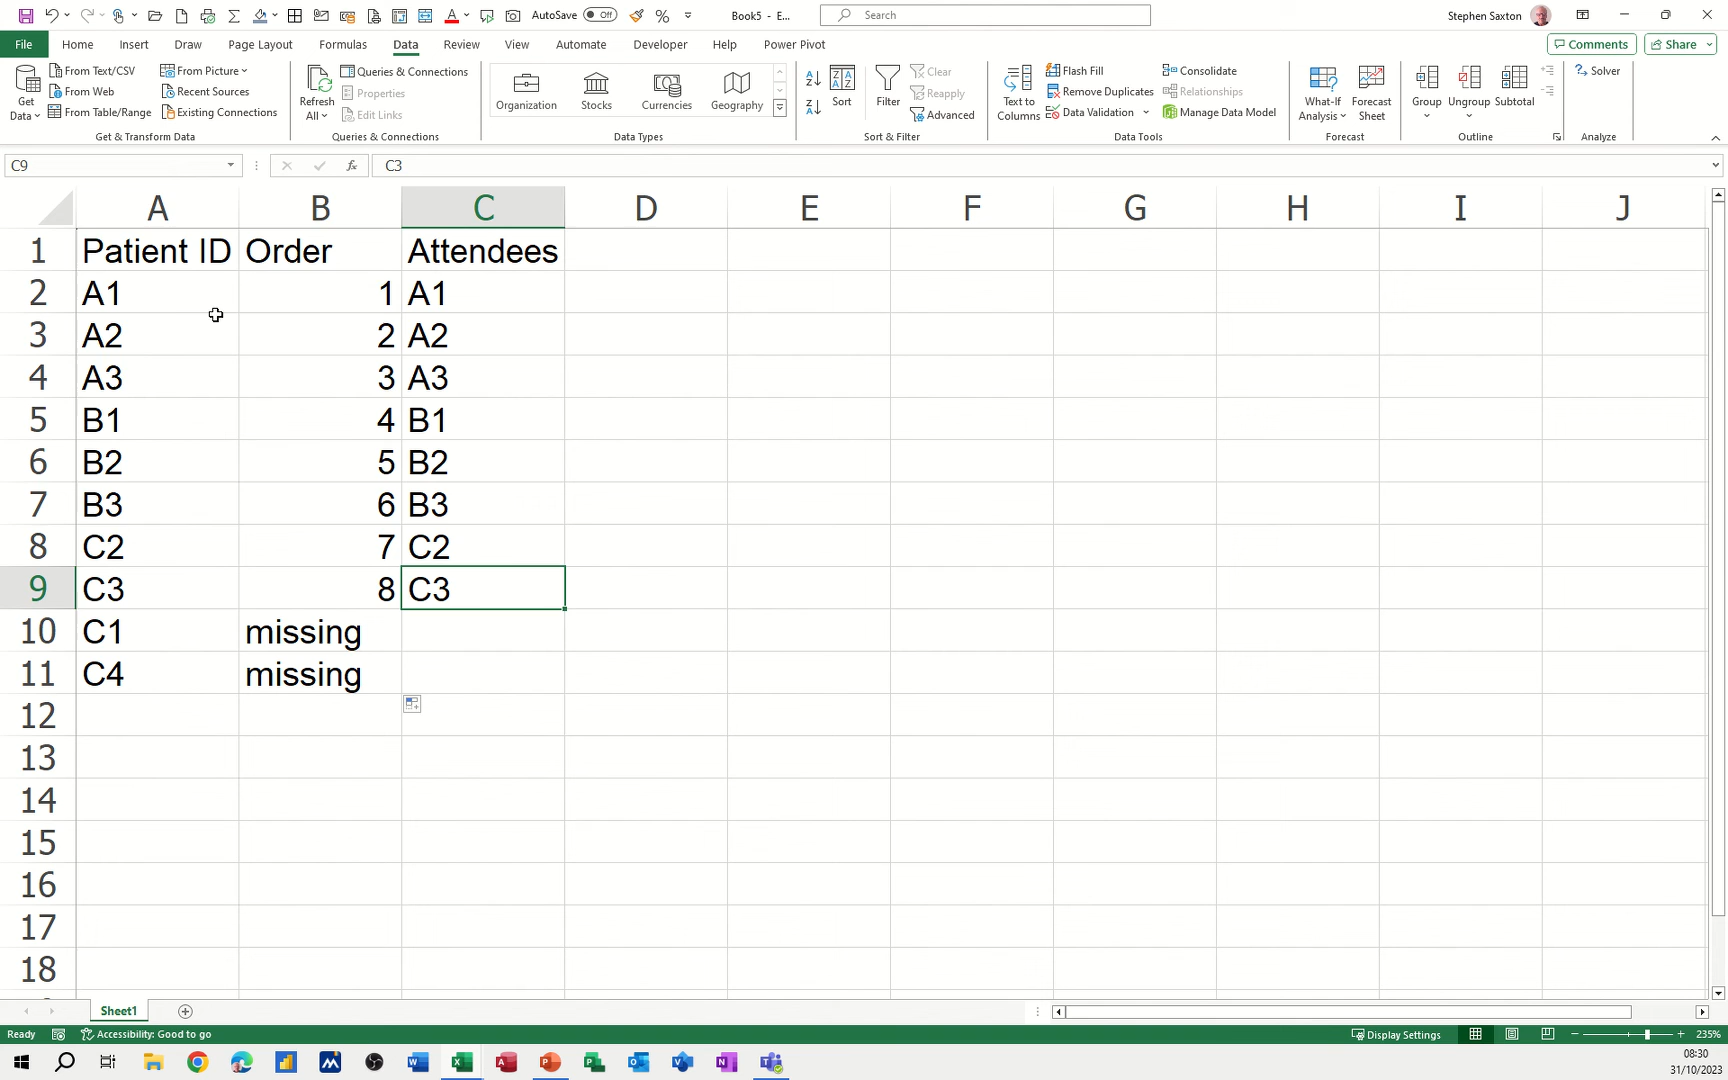 AutoSave Off Book5 - E... Search Stephen Saxton
File Home Insert Draw Page Layout Formulas Data Review View Automate Developer Help Power Pivot Comments Share
Get Data
From Text/CSV
From Web
From Table/Range
From Picture
Recent Sources
Existing Connections
Get & Transform Data
Refresh All
Queries & Connections
Properties
Edit Links
Queries & Connections
Organization Stocks Currencies Geography
Data Types
Sort
Filter
Clear
Reapply
Advanced
Sort & Filter
Text to Columns
Flash Fill
Remove Duplicates
Data Validation
Consolidate
Relationships
Manage Data Model
Data Tools
What-If Analysis
Forecast Sheet
Forecast
Group Ungroup Subtotal
Outline
Solver
Analyze
C9 fx C3
A B C D E F G H I J
1 Patient ID Order Attendees
2 A1 1 A1
3 A2 2 A2
4 A3 3 A3
5 B1 4 B1
6 B2 5 B2
7 B3 6 B3
8 C2 7 C2
9 C3 8 C3
10 C1 missing
11 C4 missing
12
13
14
15
16
17
18
Sheet1
Ready Accessibility: Good to go Display Settings 235%
08:30
31/10/2023